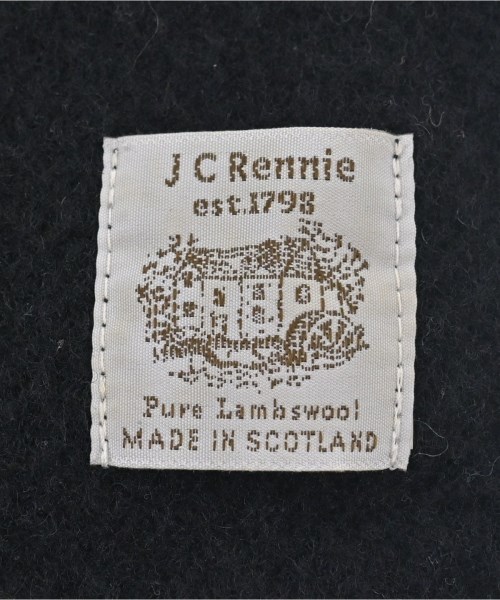 J C Rennie
est.1798
Pure Lambswool
MADE IN SCOTLAND